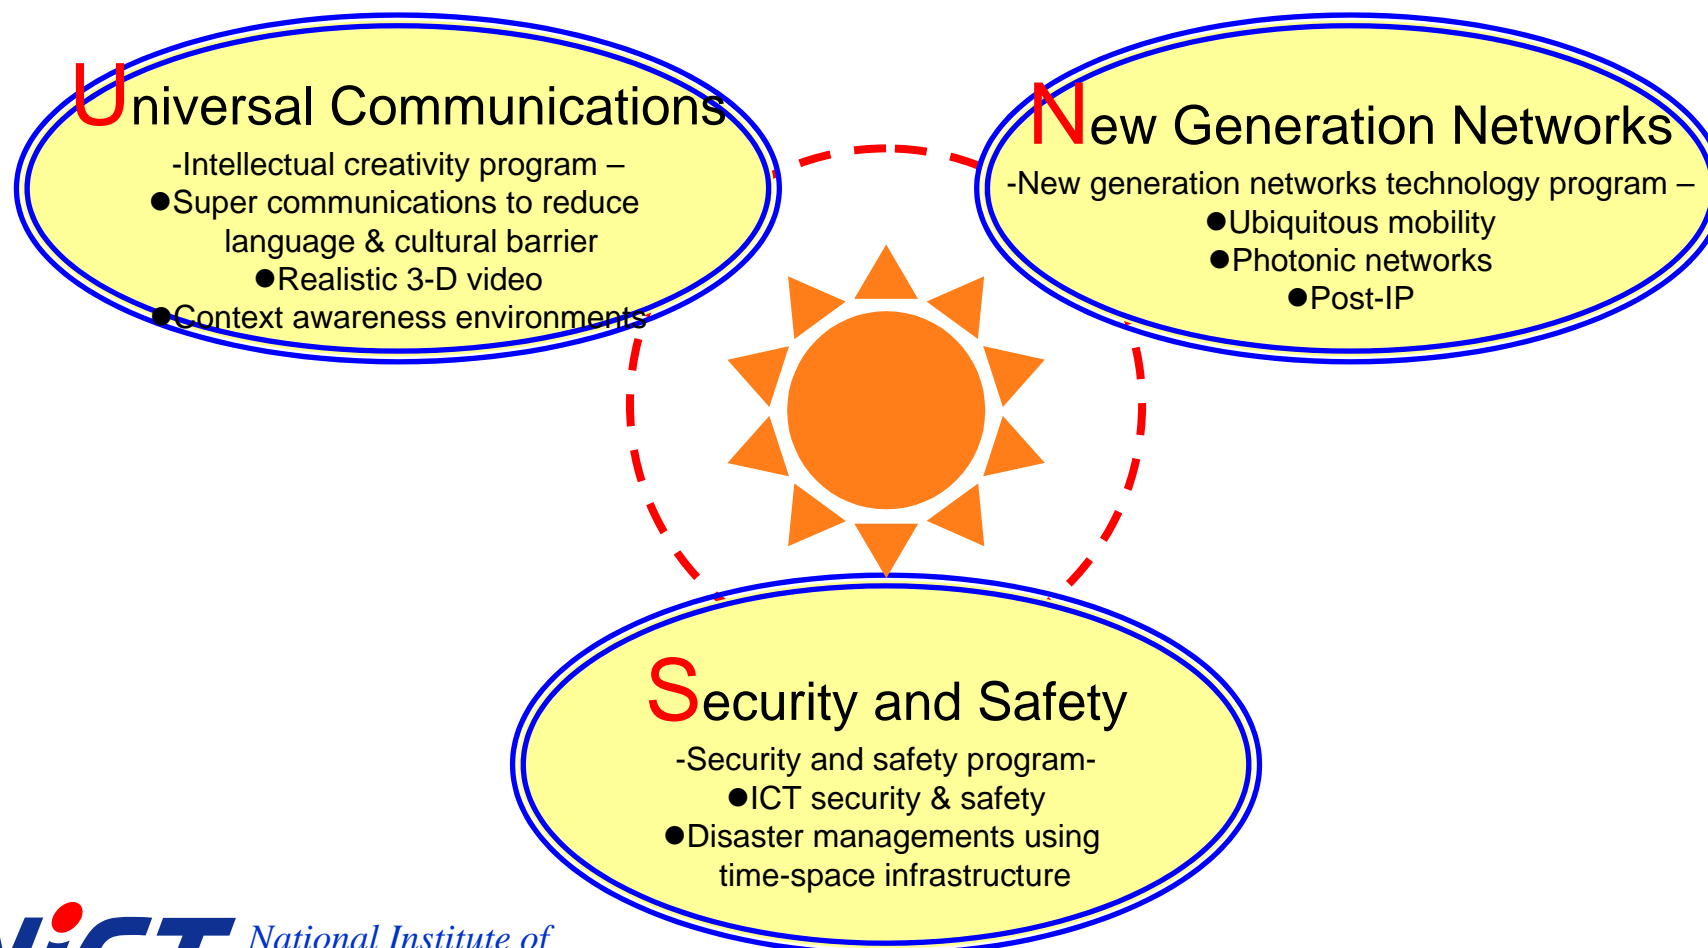 Universal Communications
-Intellectual creativity program –
●Super communications to reduce
language & cultural barrier
●Realistic 3-D video
●Context awareness environments
New Generation Networks
-New generation networks technology program –
●Ubiquitous mobility
●Photonic networks
●Post-IP
Security and Safety
-Security and safety program-
●ICT security & safety
●Disaster managements using
time-space infrastructure
NICT
National Institute of